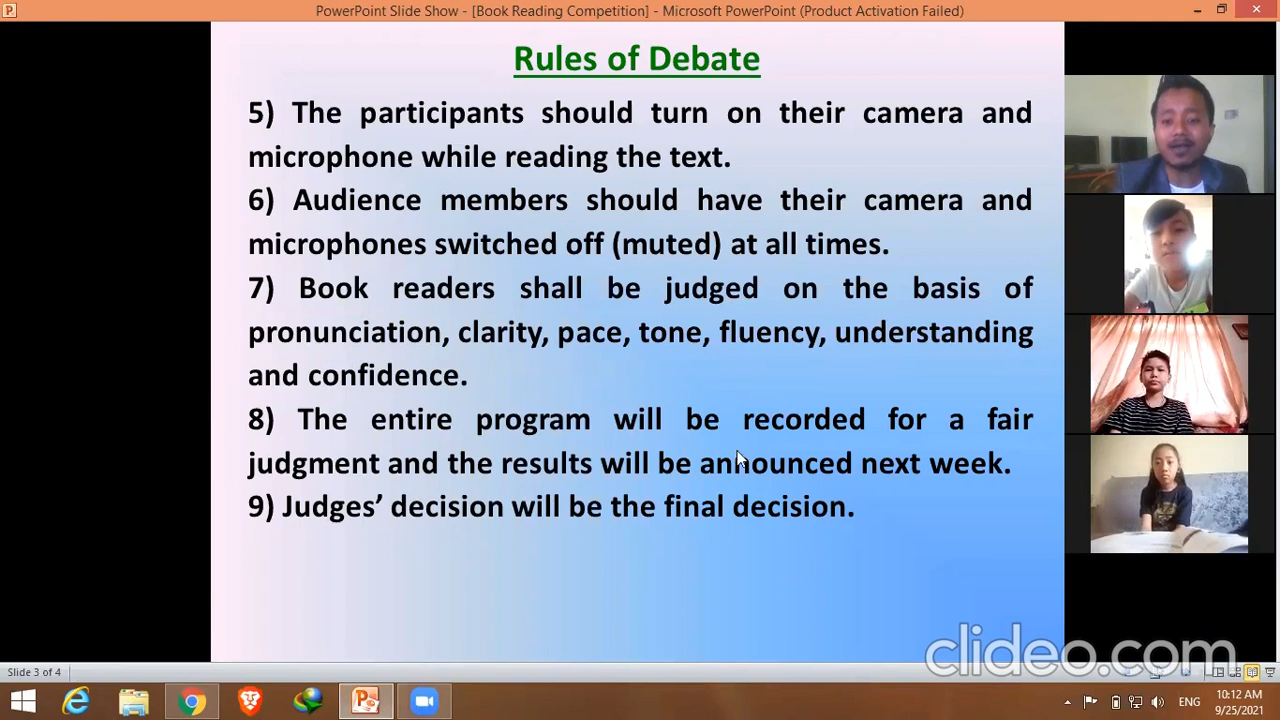 PowerPoint Slide Show - [Book Reading Competition] - Microsoft PowerPoint (Product Activation Failed)
Rules of Debate
5) The participants should turn on their camera and
microphone while reading the text.
6) Audience members should have their camera and
microphones switched off (muted) at all times.
7) Book readers shall be judged on the basis of
pronunciation, clarity, pace, tone, fluency, understanding
and confidence.
8) The entire program will be recorded for a fair
judgment and the results will be announced next week.
9) Judges’ decision will be the final decision.
clideo.com
Slide 3 of 4
ENG
10:12 AM
9/25/2021